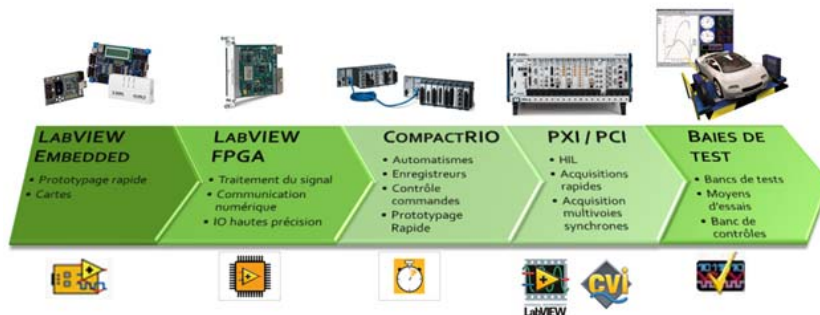 LABVIEW
EMBEDDED
• Prototypage rapide
• Cartes
LABVIEW
FPGA
• Traitement du signal
• Communication
numérique
• IO hautes précision
COMPACTRIO
• Automatismes
• Enregistreurs
• Contrôle
commandes
• Prototypage
Rapide
PXI / PCI
• HIL
• Acquisitions
rapides
• Acquisition
multivoies
synchrones
BAIES DE
TEST
• Bancs de tests
• Moyens
d'essais
• Banc de
contrôles
LabVIEW
CVI